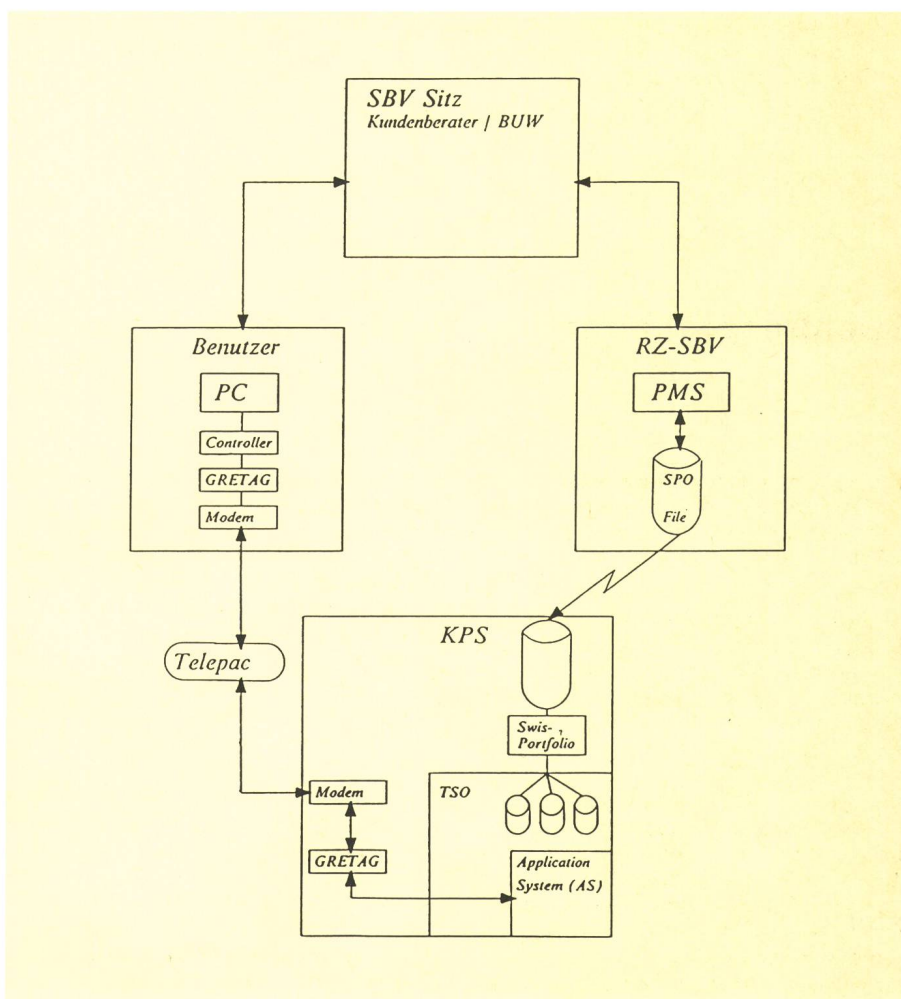 SBV Sitz
Kundenberater / BUW
Benutzer
PC
Controller
GRETAG
Modem
RZ-SBV
PMS
SPO
File
Telepac
KPS
Swis- ,
Portfolio
Modem
GRETAG
TSO
Application
System (AS)